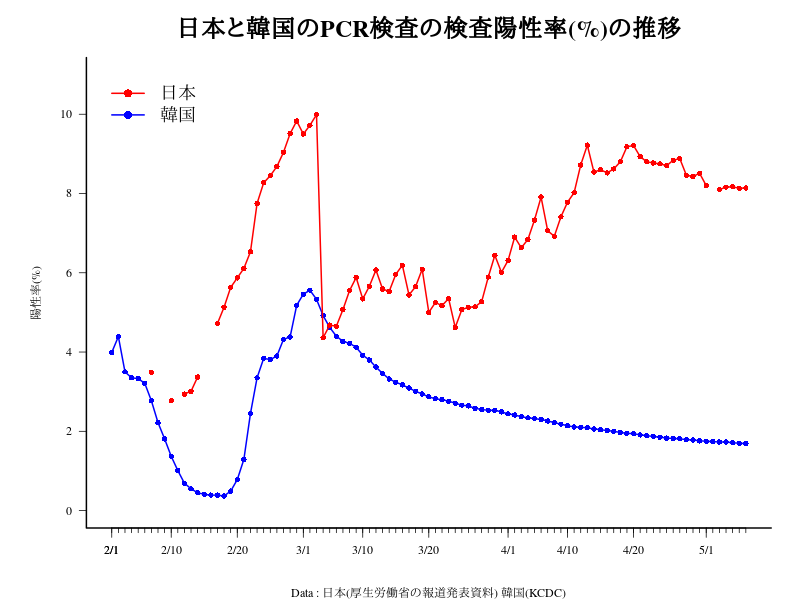 日本と韓国のPCR検査の検査陽性率(%)の推移
日本
韓国
10
8
6
4
2
0
陽性率(%)
2/1 2/10 2/20 3/1 3/10 3/20 4/1 4/10 4/20 5/1
Data : 日本(厚生労働省の報道発表資料) 韓国(KCDC)